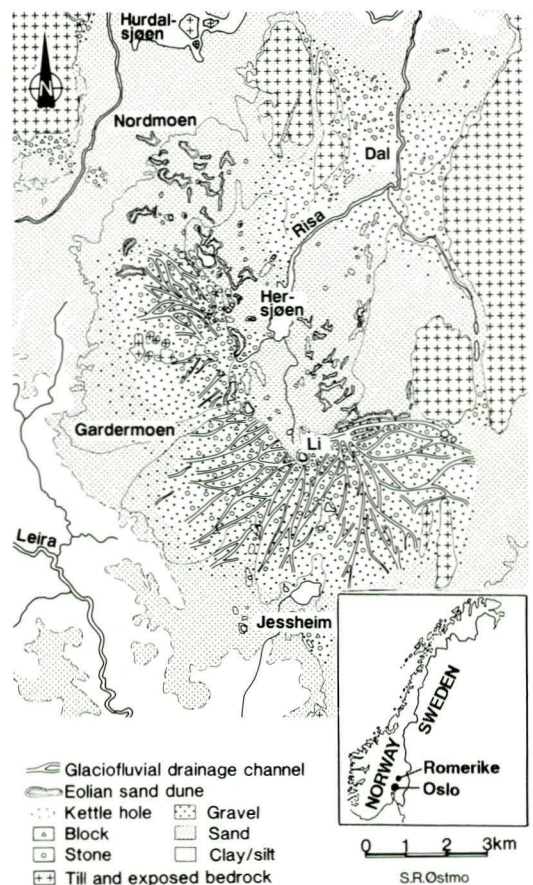 Hurdal-
sjøen
N
Nordmoen
Dal
Risa
Her-
sjøen
Gardermoen
Li
Leira
Jessheim
NORWAY
SWEDEN
Romerike
Oslo
Glaciofluvial drainage channel
Eolian sand dune
Kettle hole
Gravel
Block
Sand
Stone
Clay/silt
Till and exposed bedrock
0 1 2 3km
S.R.Østmo